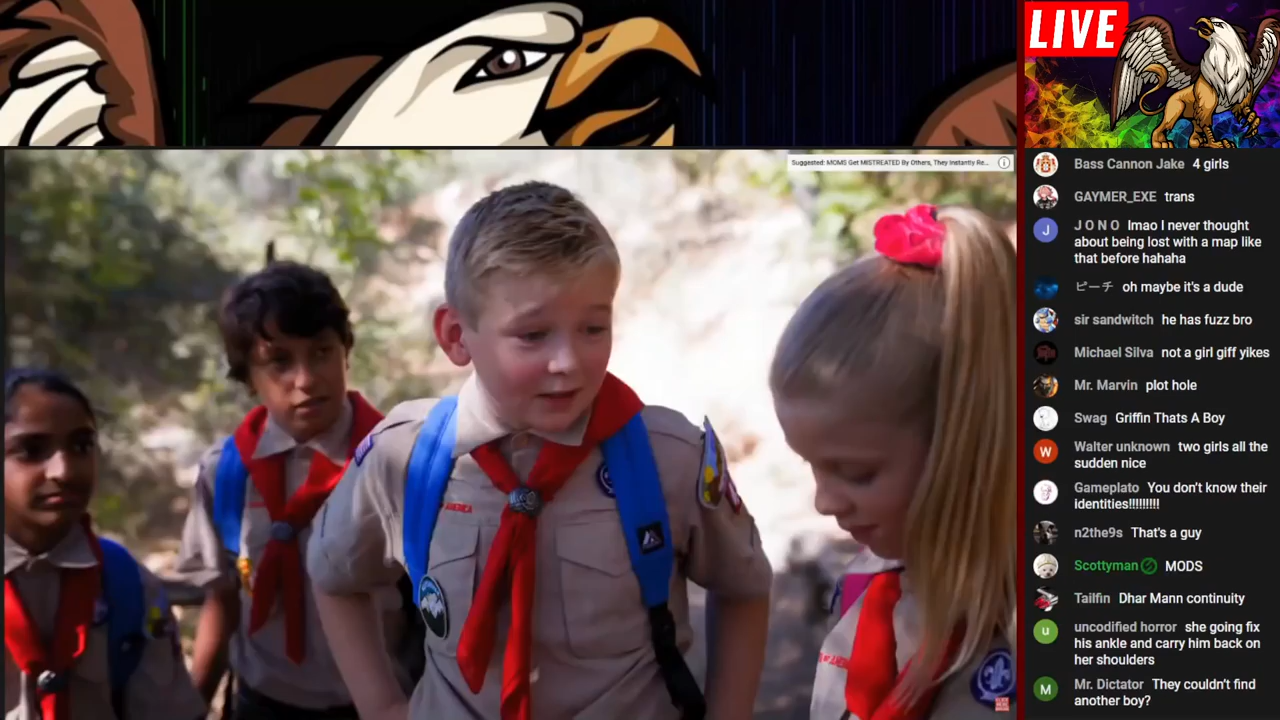 LIVE
Suggested: MOMS Get MISTREATED By Others, They Instantly Re...
Bass Cannon Jake 4 girls
GAYMER_EXE trans
J O N O lmao I never thought
about being lost with a map like
that before hahaha
ピーチ oh maybe it's a dude
sir sandwitch he has fuzz bro
Michael Silva not a girl giff yikes
Mr. Marvin plot hole
Swag Griffin Thats A Boy
Walter unknown two girls all the
sudden nice
Gameplato You don't know their
identities!!!!!!!!!
n2the9s That's a guy
Scottyman MODS
Tailfin Dhar Mann continuity
uncodified horror she going fix
his ankle and carry him back on
her shoulders
Mr. Dictator They couldn't find
another boy?
J
W
u
M
AMERICA